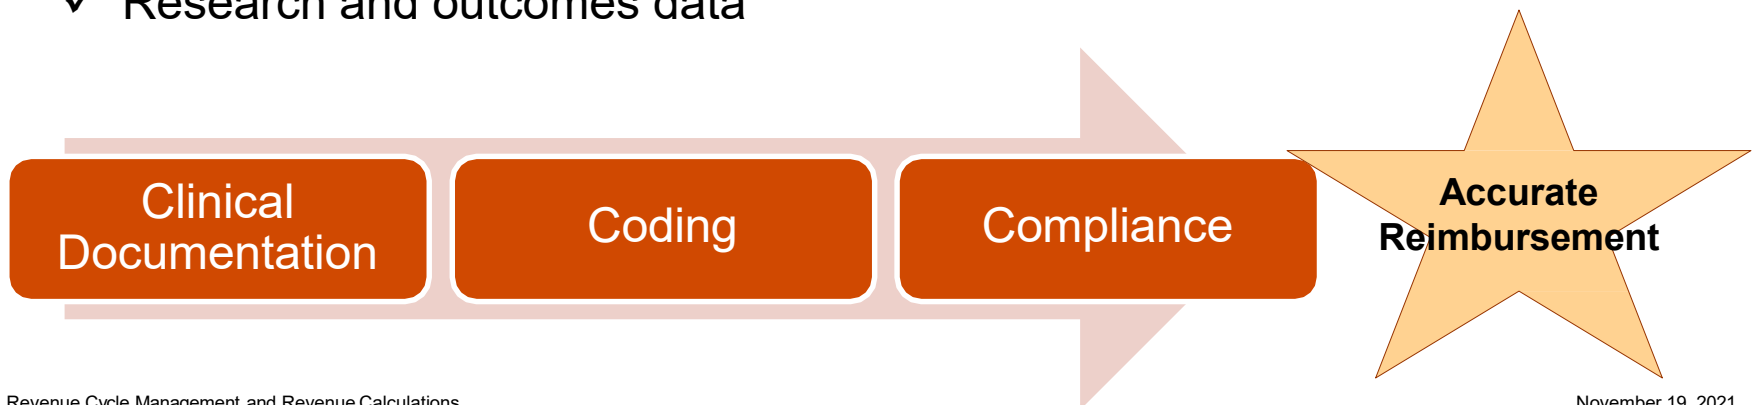 ✓ Research and outcomes data
Clinical
Documentation
Coding
Compliance
Accurate
Reimbursement
Revenue Cycle Management and Revenue Calculations
November 19, 2021